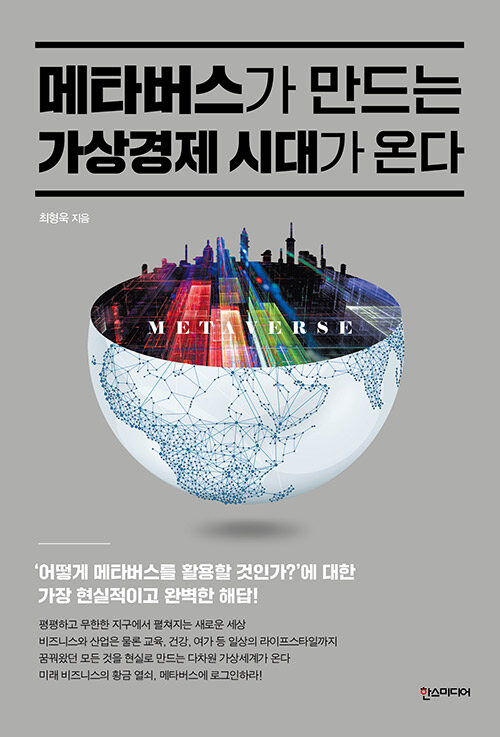 메타버스가 만드는
가상경제 시대가 온다
최형욱 지음
METAVERSE
‘어떻게 메타버스를 활용할 것인가?’에 대한
가장 현실적이고 완벽한 해답!
평평하고 무한한 지구에서 펼쳐지는 새로운 세상
비즈니스와 산업은 물론 교육, 건강, 여가 등 일상의 라이프스타일까지
꿈꿔왔던 모든 것을 현실로 만드는 다차원 가상세계가 온다
미래 비즈니스의 황금 열쇠, 메타버스에 로그인하라!
한스미디어